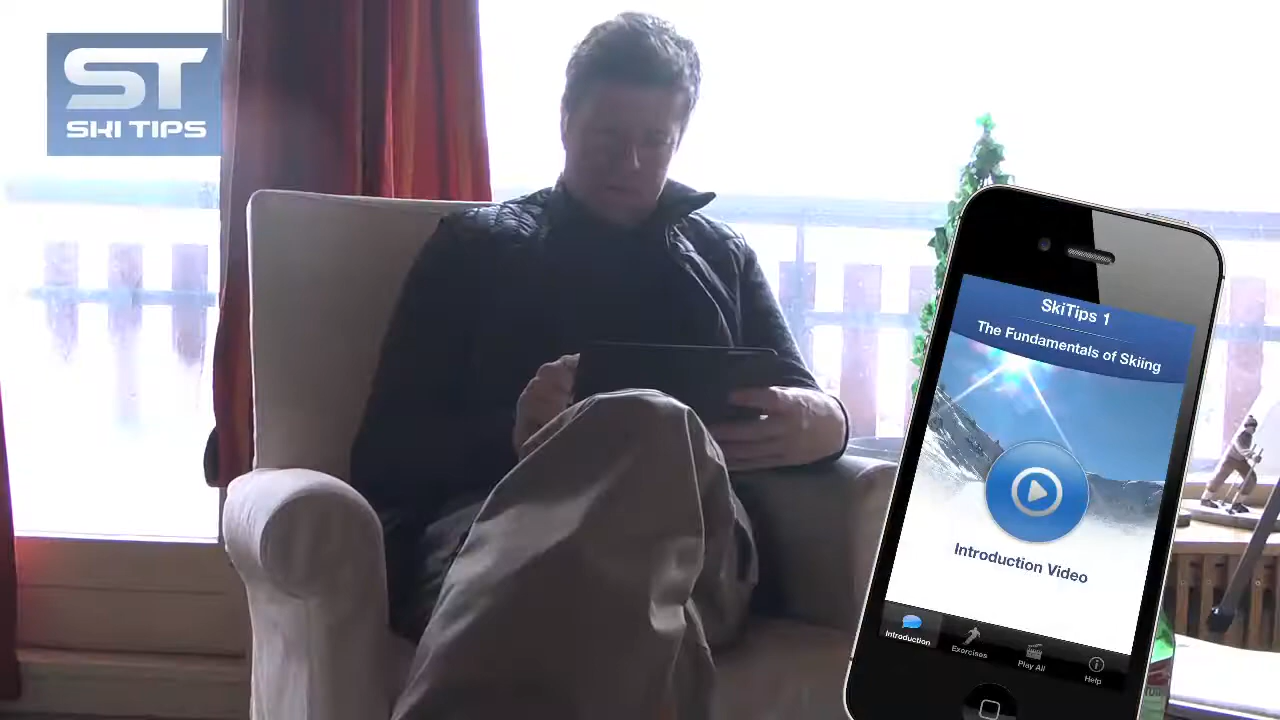 ST
SKI TIPS
SkiTips 1
The Fundamentals of Skiing
Introduction Video
Introduction
Exercises
Play All
Help